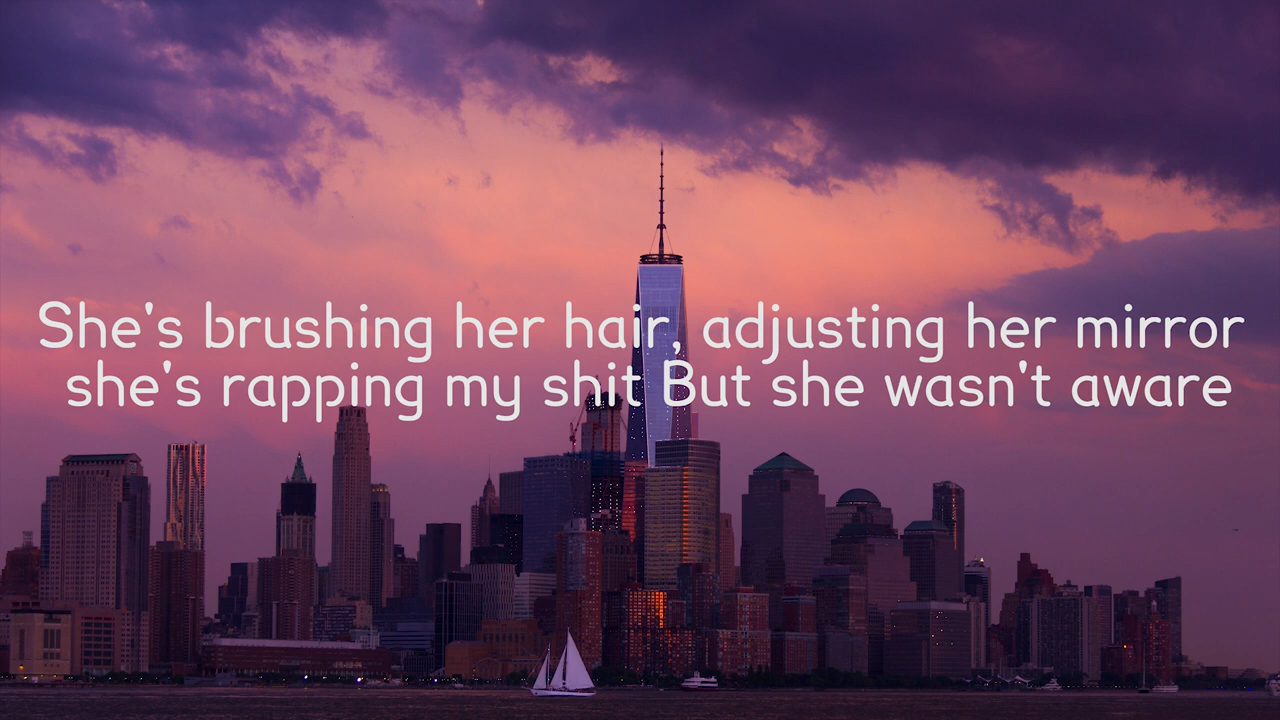 She's brushing her hair, adjusting her mirror
she's rapping my shit But she wasn't aware